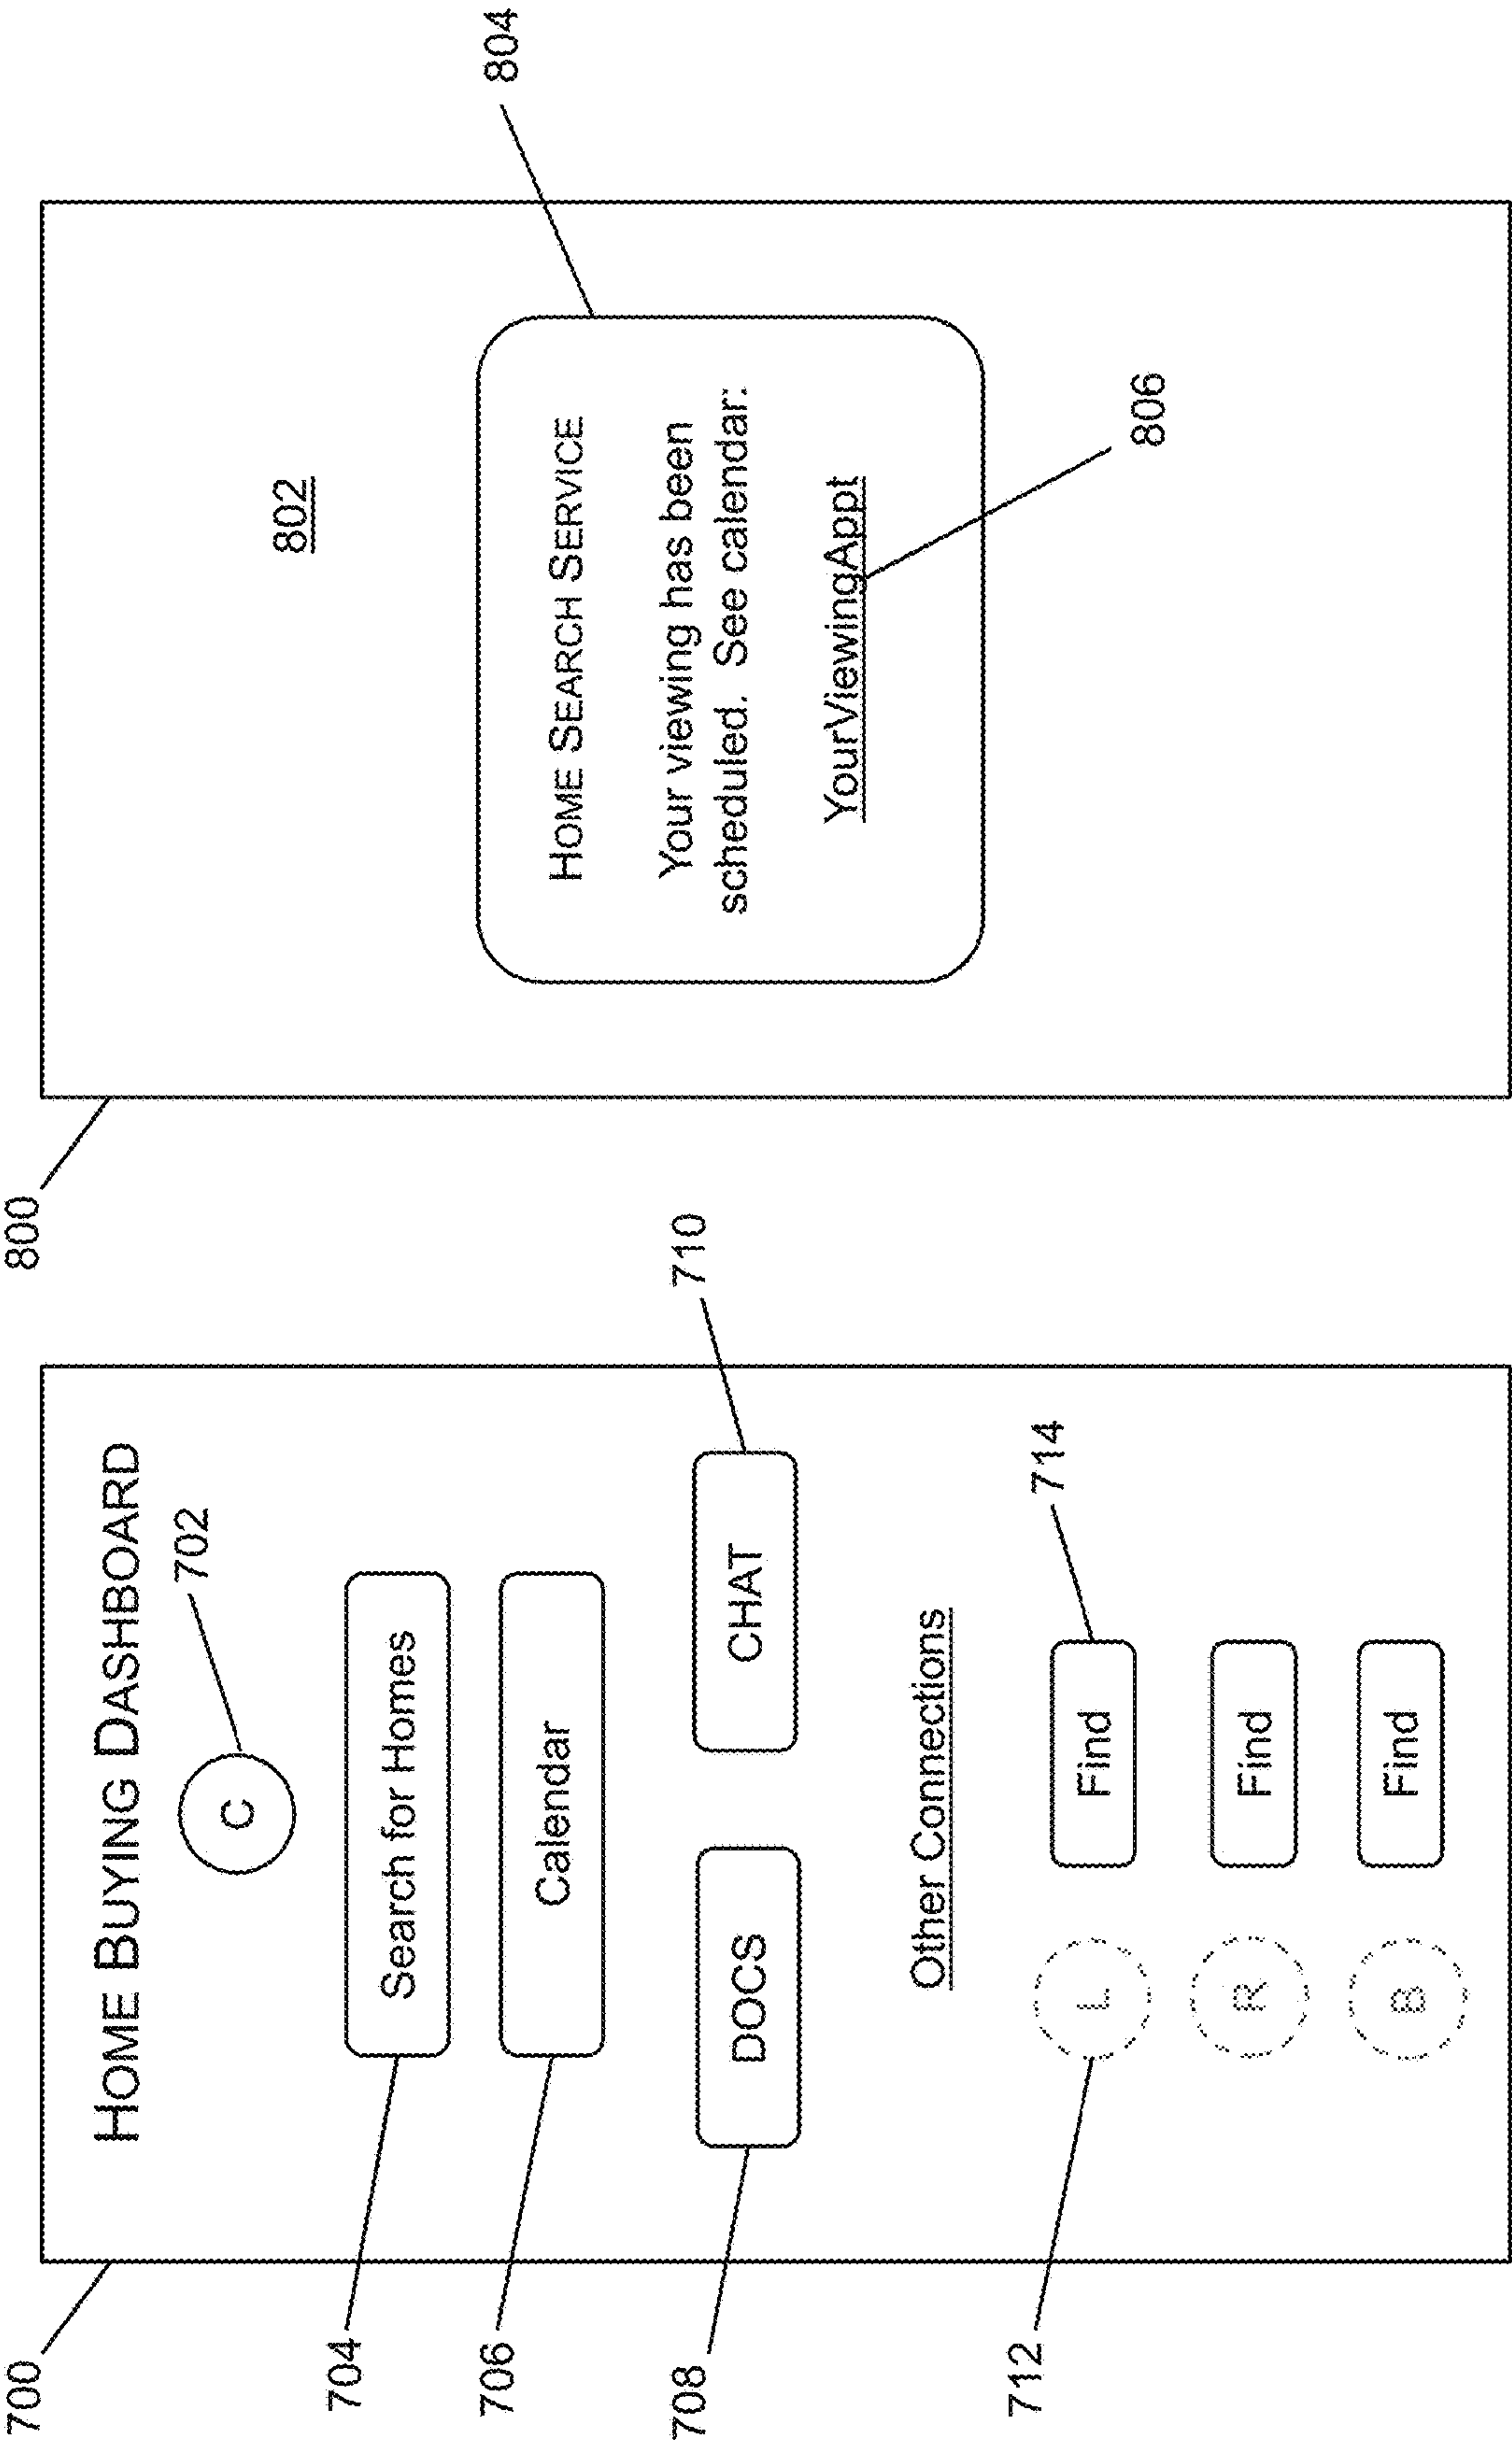 700
HOME BUYING DASHBOARD
C
702
704
Search for Homes
706
Calendar
708
DOCS
CHAT
710
Other Connections
712
L
Find
714
R
Find
B
Find
800
802
804
HOME SEARCH SERVICE
Your viewing has been
scheduled. See calendar:
YourViewingAppt
806